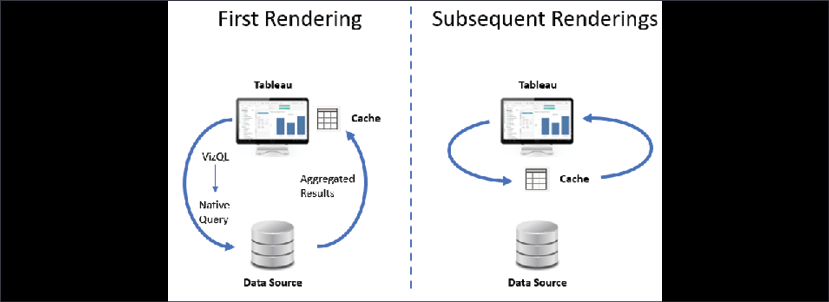 First Rendering
Tableau
Cache
VizQL
Native
Query
Aggregated
Results
Data Source
Subsequent Renderings
Tableau
Cache
Data Source